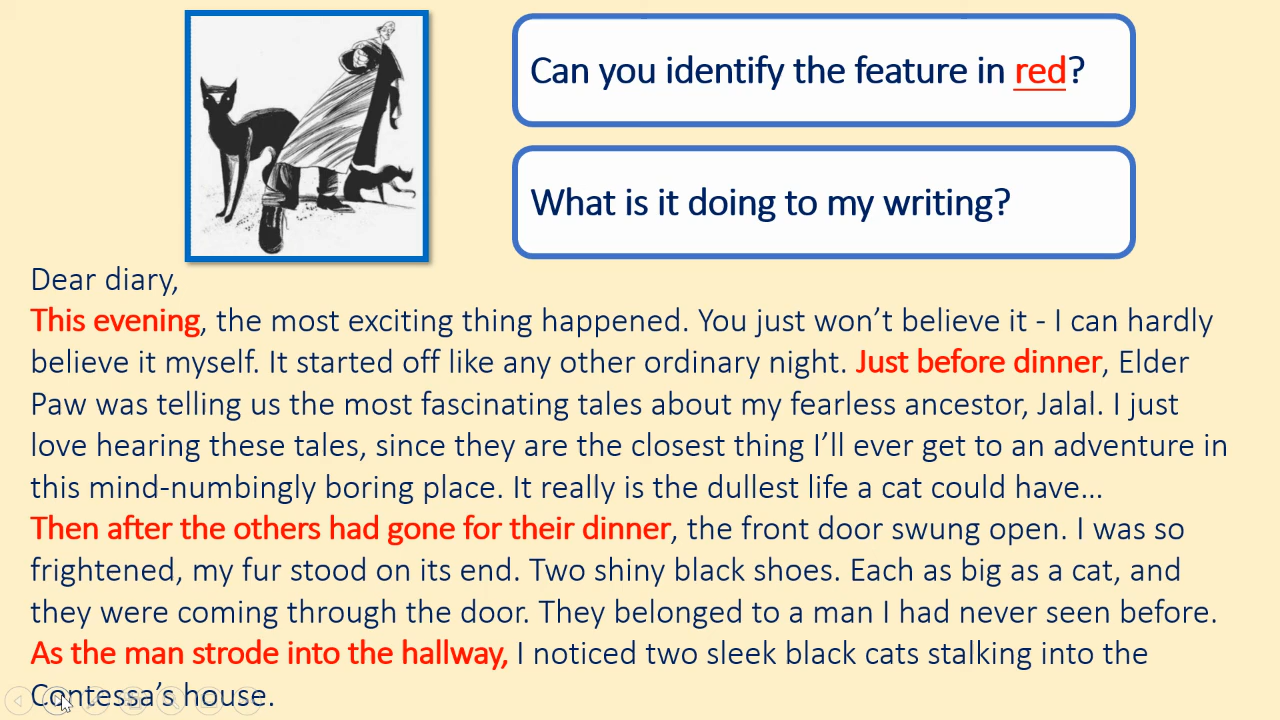 Can you identify the feature in red?
What is it doing to my writing?
Dear diary,
This evening, the most exciting thing happened. You just won’t believe it - I can hardly
believe it myself. It started off like any other ordinary night. Just before dinner, Elder
Paw was telling us the most fascinating tales about my fearless ancestor, Jalal. I just
love hearing these tales, since they are the closest thing I’ll ever get to an adventure in
this mind-numbingly boring place. It really is the dullest life a cat could have…
Then after the others had gone for their dinner, the front door swung open. I was so
frightened, my fur stood on its end. Two shiny black shoes. Each as big as a cat, and
they were coming through the door. They belonged to a man I had never seen before.
As the man strode into the hallway, I noticed two sleek black cats stalking into the
Contessa’s house.